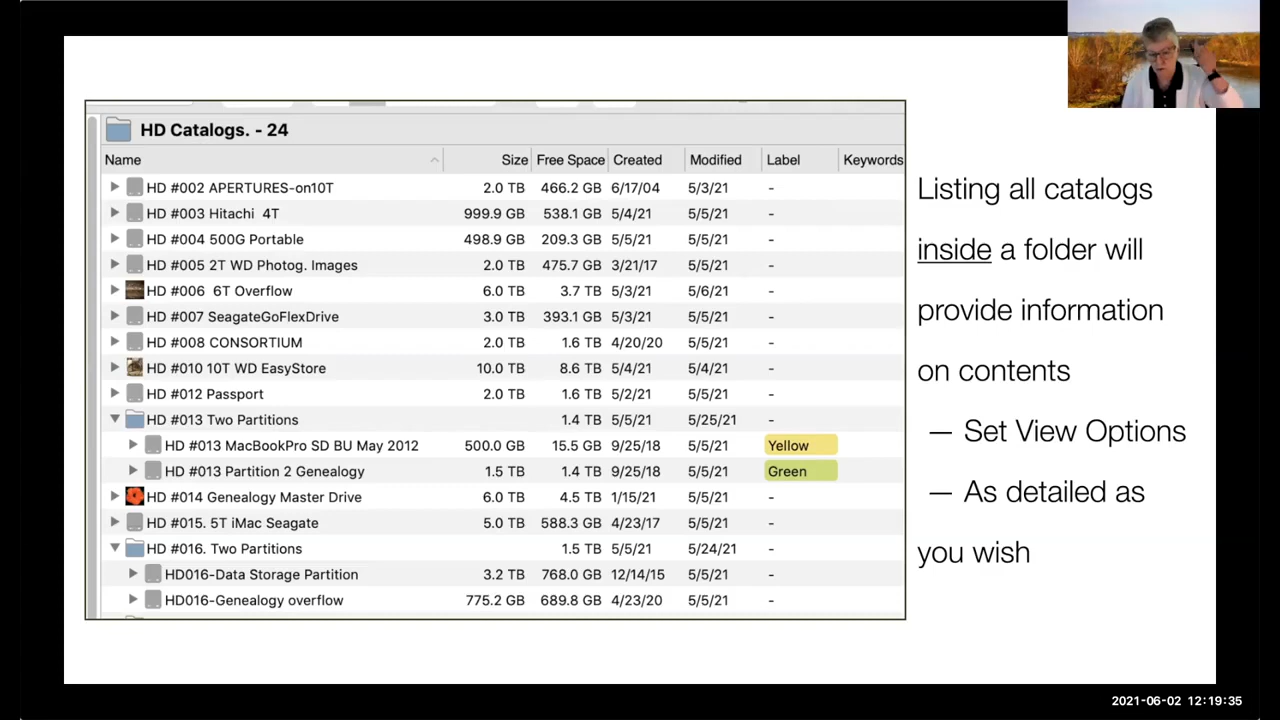 HD Catalogs. - 24
Name Size Free Space Created Modified Label Keywords
HD #002 APERTURES-on10T 2.0 TB 466.2 GB 6/17/04 5/3/21 -
HD #003 Hitachi 4T 999.9 GB 538.1 GB 5/4/21 5/5/21 -
HD #004 500G Portable 498.9 GB 209.3 GB 5/5/21 5/5/21 -
HD #005 2T WD Photog. Images 2.0 TB 475.7 GB 3/21/17 5/5/21 -
HD #006 6T Overflow 6.0 TB 3.7 TB 5/3/21 5/6/21 -
HD #007 SeagateGoFlexDrive 3.0 TB 393.1 GB 5/3/21 5/5/21 -
HD #008 CONSORTIUM 2.0 TB 1.6 TB 4/20/20 5/5/21 -
HD #010 10T WD EasyStore 10.0 TB 8.6 TB 5/4/21 5/4/21 -
HD #012 Passport 2.0 TB 1.6 TB 5/2/21 5/5/21 -
HD #013 Two Partitions 1.4 TB 5/5/21 5/25/21 -
HD #013 MacBookPro SD BU May 2012 500.0 GB 15.5 GB 9/25/18 5/5/21 Yellow
HD #013 Partition 2 Genealogy 1.5 TB 1.4 TB 9/25/18 5/5/21 Green
HD #014 Genealogy Master Drive 6.0 TB 4.5 TB 1/15/21 5/5/21 -
HD #015. 5T iMac Seagate 5.0 TB 588.3 GB 4/23/17 5/5/21 -
HD #016. Two Partitions 1.5 TB 5/5/21 5/24/21 -
HD016-Data Storage Partition 3.2 TB 768.0 GB 12/14/15 5/5/21 -
HD016-Genealogy overflow 775.2 GB 689.8 GB 4/23/20 5/5/21 -
Listing all catalogs
inside a folder will
provide information
on contents
— Set View Options
— As detailed as
you wish
2021-06-02 12:19:35